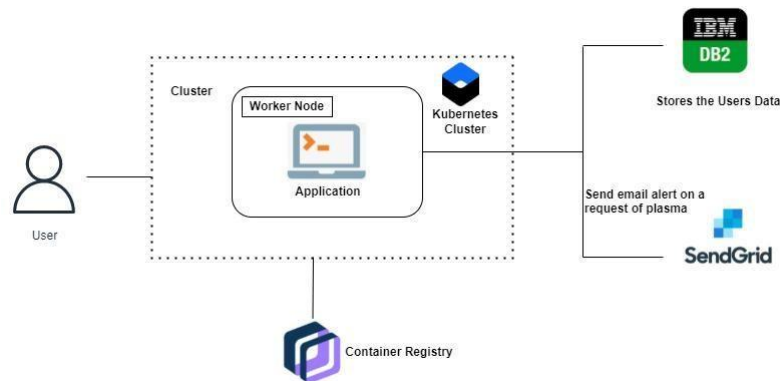 IBM
DB2
Stores the Users Data
Cluster
Worker Node
Kubernetes
Cluster
Application
User
Send email alert on a
request of plasma
SendGrid
Container Registry